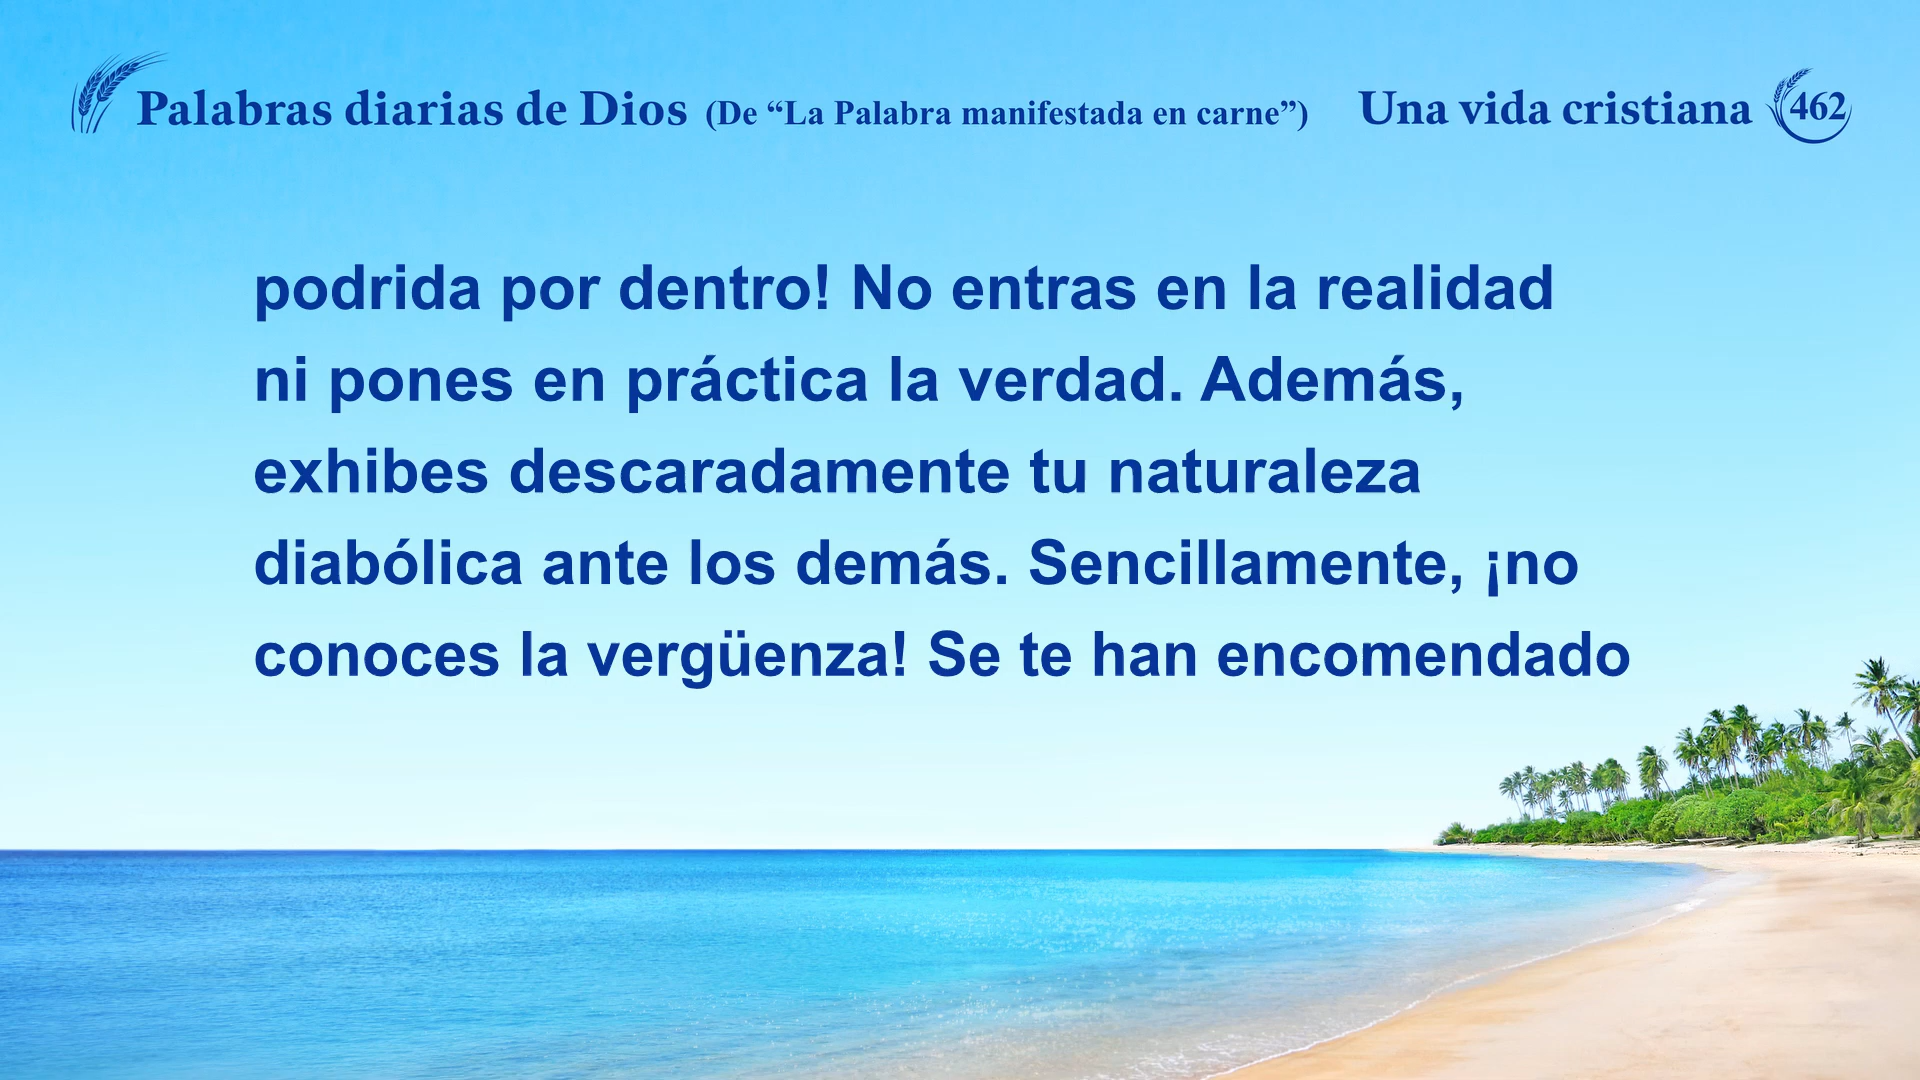 Palabras diarias de Dios (De “La Palabra manifestada en carne”) Una vida cristiana 462
podrida por dentro! No entras en la realidad
ni pones en práctica la verdad. Además,
exhibes descaradamente tu naturaleza
diabólica ante los demás. Sencillamente, ¡no
conoces la vergüenza! Se te han encomendado